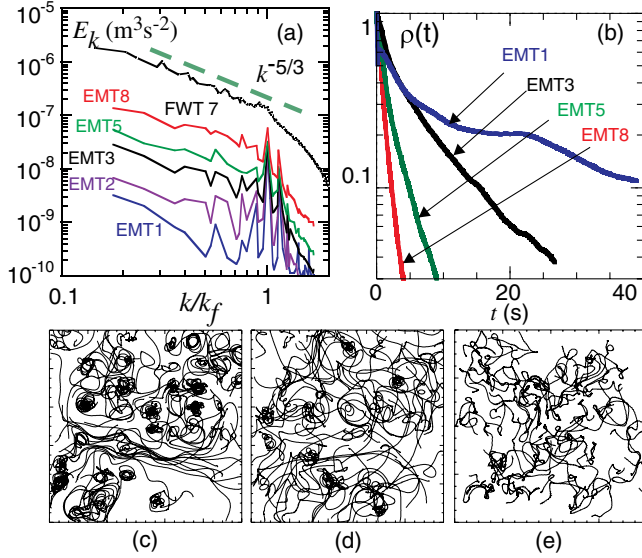 10⁻⁵
E_k (m³s⁻²)
(a)
10⁻⁶
k⁻⁵/³
10⁻⁷
EMT8
FWT 7
EMT5
10⁻⁸
EMT3
EMT2
10⁻⁹
EMT1
10⁻¹⁰
0.1
k/k_f
1
1
ρ(t)
(b)
EMT1
EMT3
EMT5
EMT8
0.1
0
20
t (s)
40
(c)
(d)
(e)